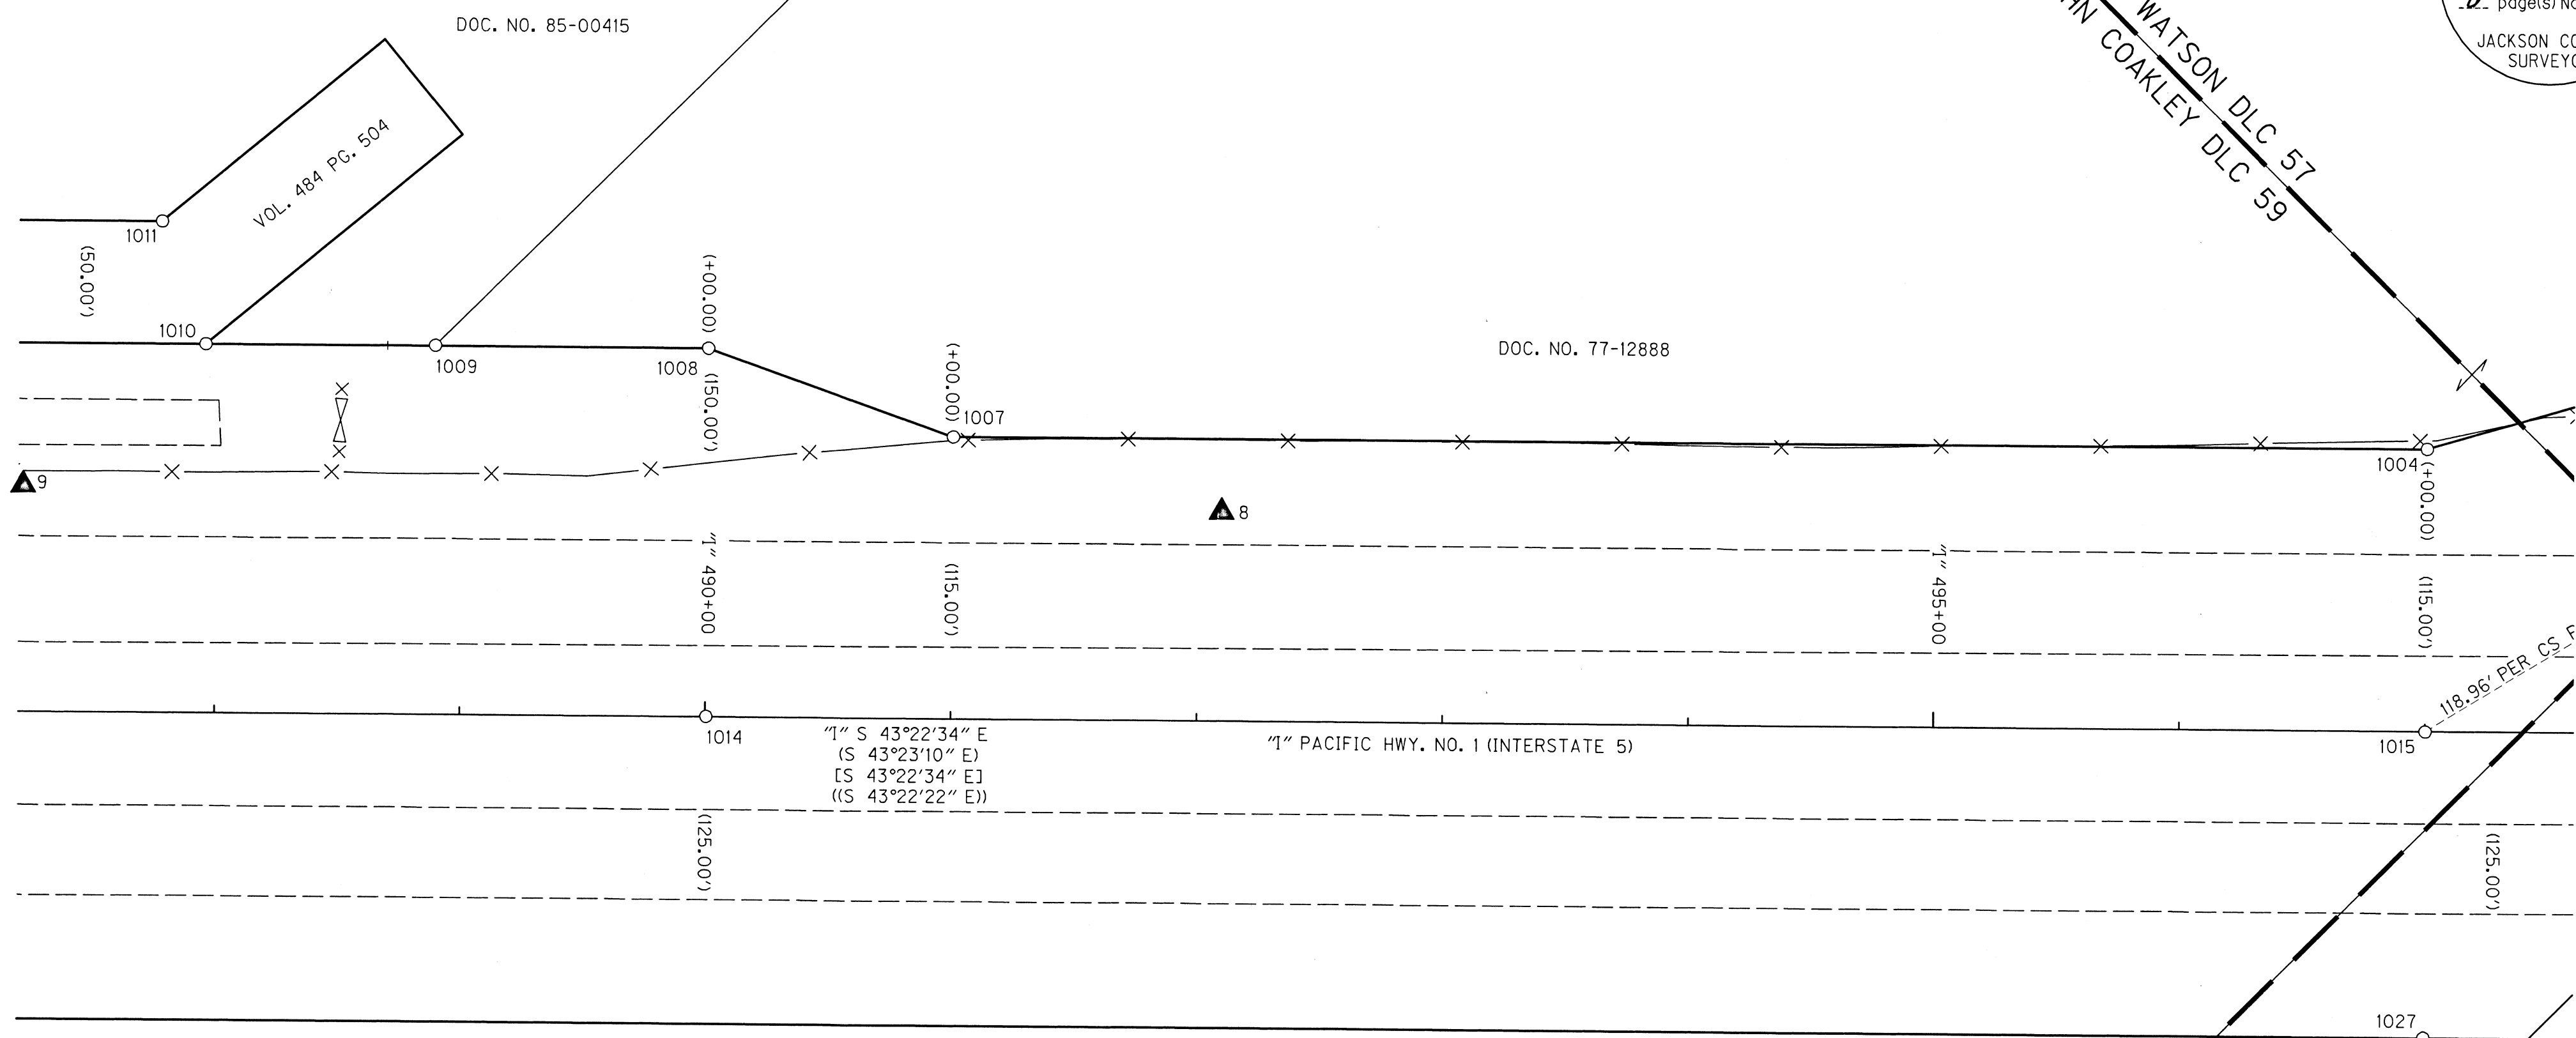 DOC. NO. 85-00415
page(s)
JACKSON
WATSON DLC 57
COAKLEY DLC 59
VOL. 484 PG. 504
1011
(50.00')
1010
1009
1008
(+00.00)
(150.00')
(+00.00)
1007
DOC. NO. 77-12888
1004
(+00.00)
9
8
"I" 490+00
(115.00')
"I" 495+00
(115.00')
118.96' PER CS
1014
"I" S 43°22'34" E
(S 43°23'10" E)
[S 43°22'34" E]
((S 43°22'22" E))
"I" PACIFIC HWY. NO. 1 (INTERSTATE 5)
1015
(125.00')
(125.00')
1027